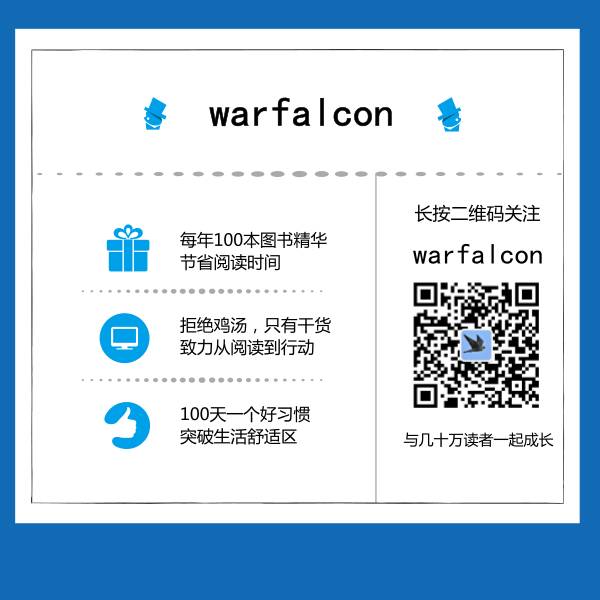 warfalcon
每年100本图书精华
节省阅读时间
拒绝鸡汤，只有干货
致力从阅读到行动
100天一个好习惯
突破生活舒适区
长按二维码关注
warfalcon
与几十万读者一起成长